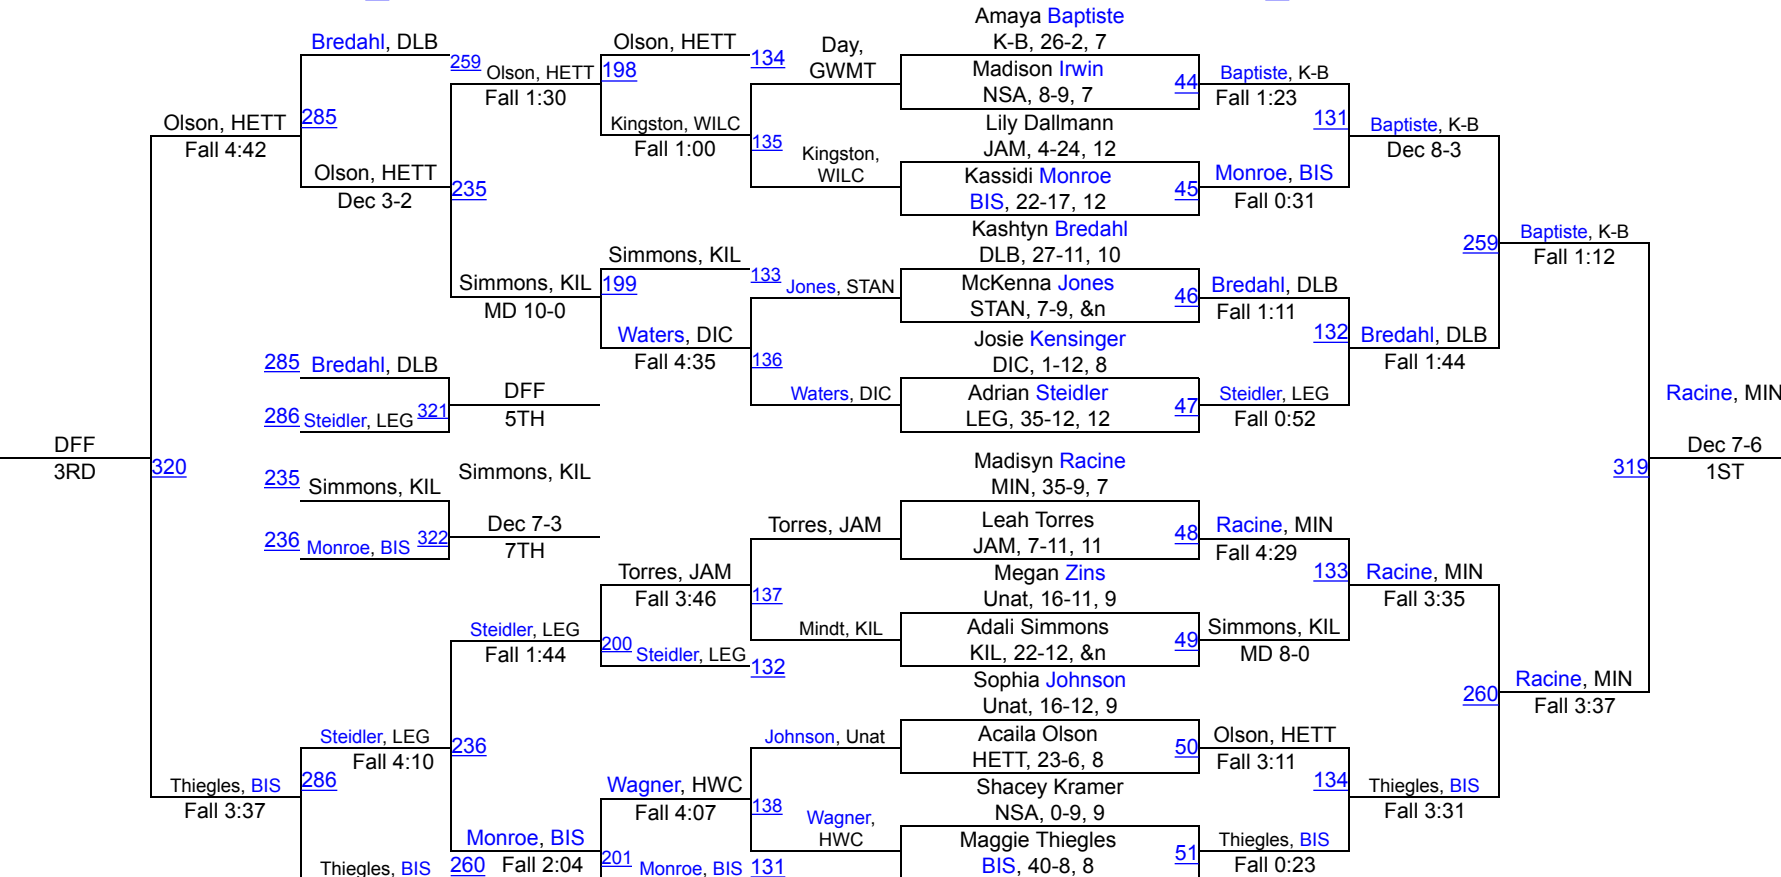 Amaya Baptiste
Bredahl, DLB
Olson, HETT
134
Day,
K-B, 26-2, 7
259
Olson, HETT
198
GWMT
Madison Irwin
44
Baptiste, K-B
Fall 1:30
NSA, 8-9, 7
Fall 1:23
285
Olson, HETT
Kingston, WILC
Lily Dallmann
131
Baptiste, K-B
Fall 4:42
Fall 1:00
135
Kingston,
JAM, 4-24, 12
Dec 8-3
Olson, HETT
WILC
Kassidi Monroe
Monroe, BIS
Dec 3-2
235
BIS, 22-17, 12
45
Fall 0:31
Kashtyn Bredahl
259
Baptiste, K-B
Simmons, KIL
DLB, 27-11, 10
Fall 1:12
Simmons, KIL
199
133
Jones, STAN
McKenna Jones
46
Bredahl, DLB
MD 10-0
STAN, 7-9, &n
Fall 1:11
Waters, DIC
Josie Kensinger
132
Bredahl, DLB
285
Bredahl, DLB
Fall 4:35
136
DIC, 1-12, 8
Fall 1:44
DFF
Waters, DIC
Adrian Steidler
47
Steidler, LEG
Racine, MIN
286
Steidler, LEG
321
5TH
LEG, 35-12, 12
Fall 0:52
DFF
Dec 7-6
3RD
320
235
Simmons, KIL
Simmons, KIL
Madisyn Racine
319
1ST
MIN, 35-9, 7
236
Monroe, BIS
322
Dec 7-3
7TH
Torres, JAM
Leah Torres
48
Racine, MIN
JAM, 7-11, 11
Fall 4:29
Torres, JAM
Megan Zins
133
Racine, MIN
Fall 3:46
137
Unat, 16-11, 9
Fall 3:35
Steidler, LEG
Mindt, KIL
Adali Simmons
49
Simmons, KIL
Fall 1:44
200
Steidler, LEG
132
KIL, 22-12, &n
MD 8-0
Sophia Johnson
260
Racine, MIN
Unat, 16-12, 9
Fall 3:37
Steidler, LEG
236
Johnson, Unat
Acaila Olson
50
Olson, HETT
Fall 4:10
HETT, 23-6, 8
Fall 3:11
Thiegles, BIS
286
Wagner, HWC
Shacey Kramer
134
Thiegles, BIS
Fall 3:37
Fall 4:07
138
Wagner,
NSA, 0-9, 9
Fall 3:31
Monroe, BIS
HWC
Maggie Thiegles
Thiegles, BIS
Thiegles, BIS
260
Fall 2:04
201
Monroe, BIS
131
BIS, 40-8, 8
51
Fall 0:23